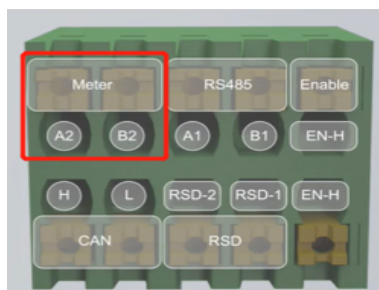 Meter RS485 Enable
A2 B2 A1 B1 EN-H
H L RSD-2 RSD-1 EN-H
CAN RSD